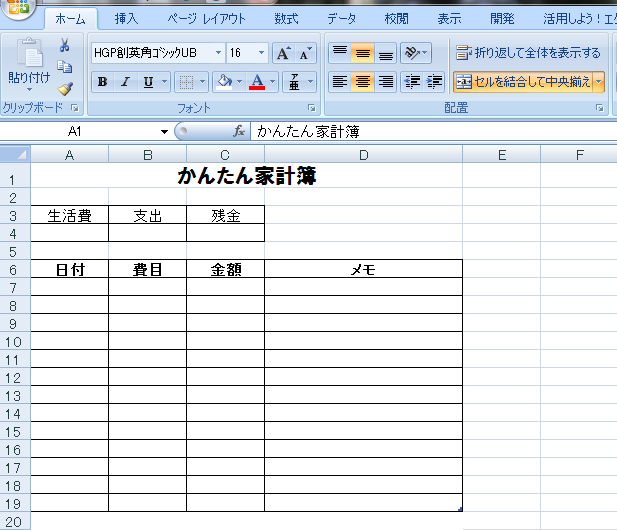 ホーム 挿入 ページ レイアウト 数式 データ 校閲 表示 開発 活用しよう！エ
貼り付け
HGP創英角ｺﾞｼｯｸUB 16 A A
B I U A ア亜
折り返して全体を表示する
セルを結合して中央揃え
クリップボード フォント 配置
A1 fx かんたん家計簿
A B C D E F
1 かんたん家計簿
2
3 生活費 支出 残金
4
5
6 日付 費目 金額 メモ
7
8
9
10
11
12
13
14
15
16
17
18
19
20